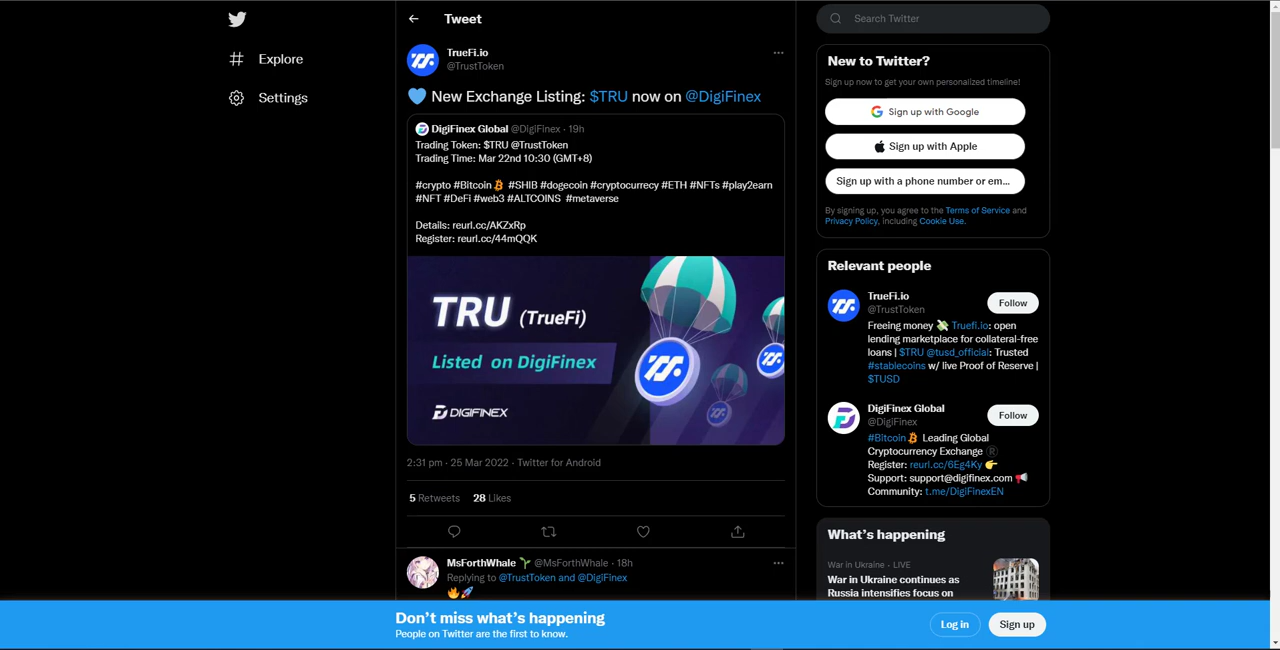 Explore
Settings
Tweet
TrueFi.io
@TrustToken
New Exchange Listing: $TRU now on @DigiFinex
DigiFinex Global @DigiFinex · 19h
Trading Token: $TRU @TrustToken
Trading Time: Mar 22nd 10:30 (GMT+8)
#crypto #Bitcoin #SHIB #dogecoin #cryptocurrecy #ETH #NFTs #play2earn
#NFT #DeFi #web3 #ALTCOINS #metaverse
Details: reurl.cc/AKZxRp
Register: reurl.cc/44mQQK
TRU (TrueFi)
Listed on DigiFinex
DIGIFINEX
2:31 pm · 25 Mar 2022 · Twitter for Android
5 Retweets 28 Likes
MsForthWhale @MsForthWhale · 18h
Replying to @TrustToken and @DigiFinex
Search Twitter
New to Twitter?
Sign up now to get your own personalized timeline!
Sign up with Google
Sign up with Apple
Sign up with a phone number or em...
By signing up, you agree to the Terms of Service and
Privacy Policy, including Cookie Use.
Relevant people
TrueFi.io
@TrustToken
Follow
Freeing money Truefi.io: open
lending marketplace for collateral-free
loans | $TRU @tusd_official: Trusted
#stablecoins w/ live Proof of Reserve |
$TUSD
DigiFinex Global
@DigiFinex
Follow
#Bitcoin Leading Global
Cryptocurrency Exchange ®
Register: reurl.cc/6Eg4Ky
Support: support@digifinex.com
Community: t.me/DigiFinexEN
What's happening
War in Ukraine · LIVE
War in Ukraine continues as
Russia intensifies focus on
Don't miss what's happening
People on Twitter are the first to know.
Log in
Sign up